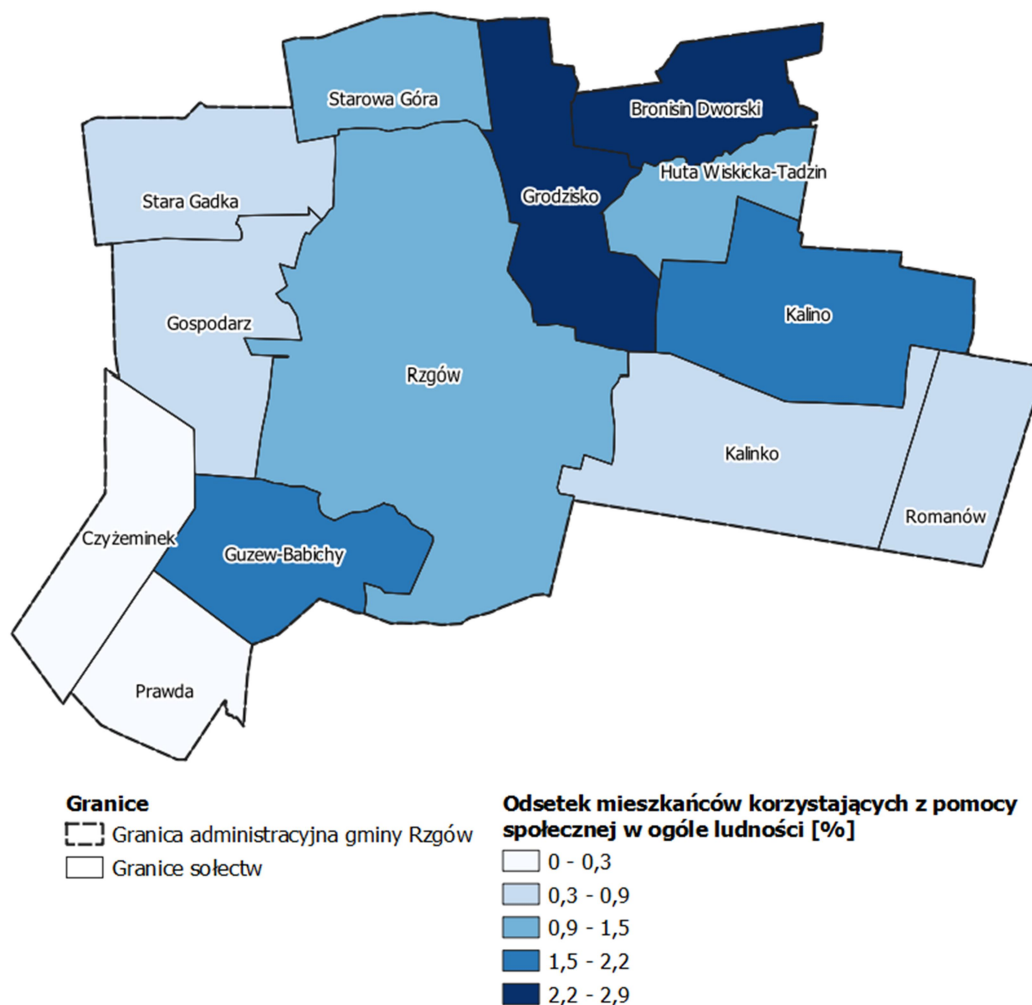 Starowa Góra
Bronisin Dworski
Huta Wiskicka-Tadzin
Grodzisko
Stara Gadka
Kalino
Gospodarz
Rzgów
Kalinko
Romanów
Czyżeminek
Guzew-Babichy
Prawda
Granice
Granica administracyjna gminy Rzgów
Granice sołectw
Odsetek mieszkańców korzystających z pomocy
społecznej w ogóle ludności [%]
0 - 0,3
0,3 - 0,9
0,9 - 1,5
1,5 - 2,2
2,2 - 2,9